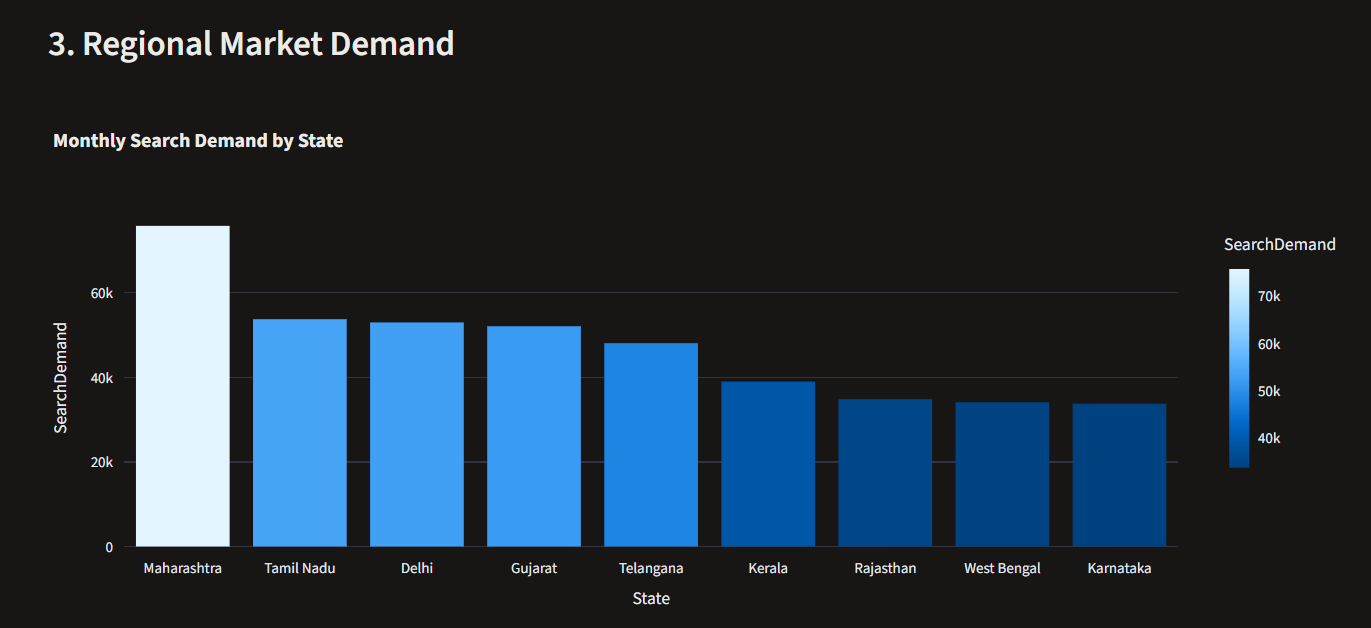 3. Regional Market Demand
Monthly Search Demand by State
SearchDemand
60k
40k
20k
0
Maharashtra
Tamil Nadu
Delhi
Gujarat
Telangana
Kerala
Rajasthan
West Bengal
Karnataka
State
SearchDemand
70k
60k
50k
40k